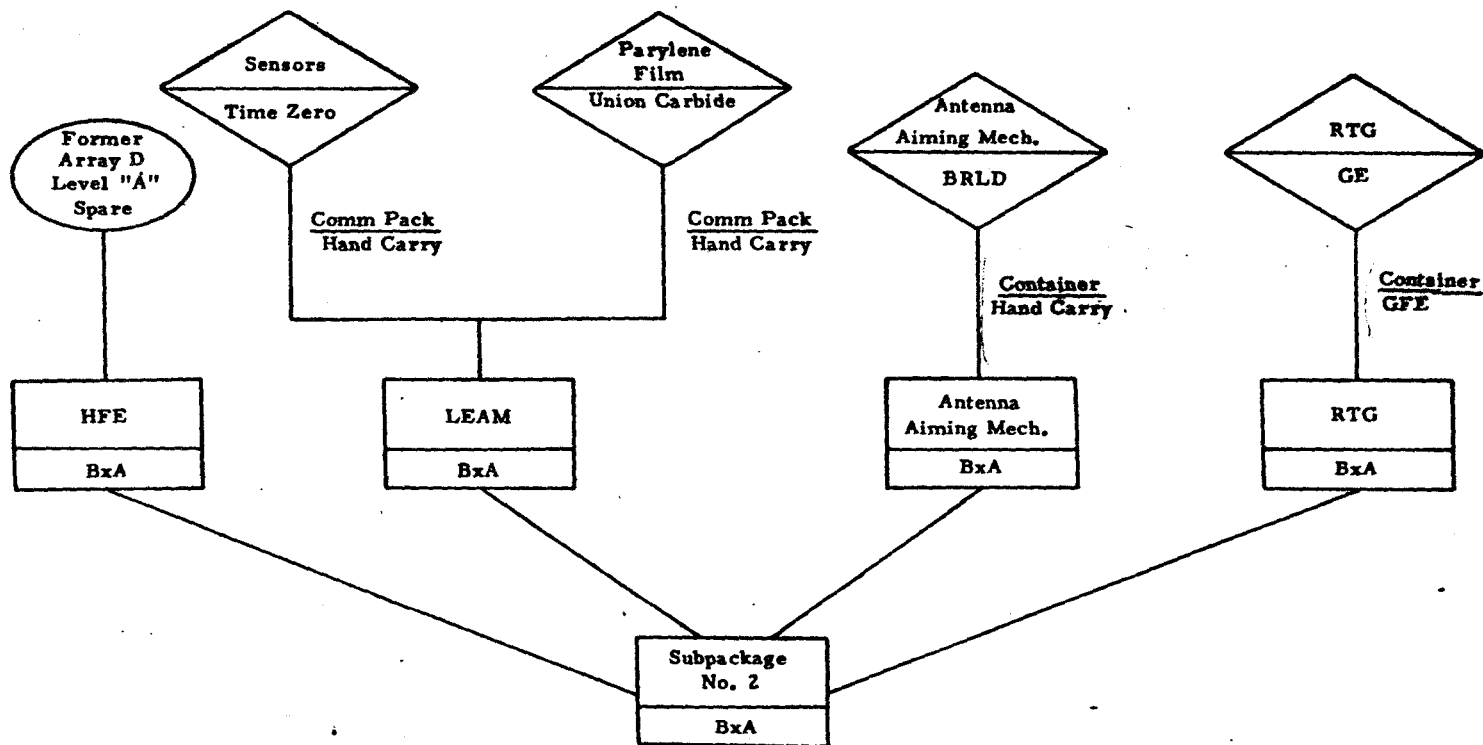 Former
Array D
Level "A"
Spare
Sensors
Time Zero
Parylene
Film
Union Carbide
Antenna
Aiming Mech.
BRLD
RTG
GE
Comm Pack
Hand Carry
Comm Pack
Hand Carry
Container
Hand Carry
Container
GFE
HFE
BxA
LEAM
BxA
Antenna
Aiming Mech.
BxA
RTG
BxA
Subpackage
No. 2
BxA